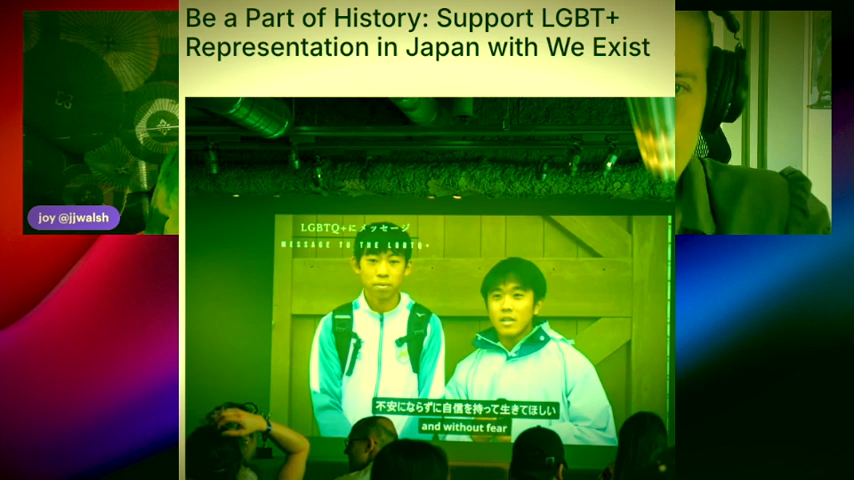 Be a Part of History: Support LGBT+
Representation in Japan with We Exist
joy @jjwalsh
LGBTQ+にメッセージ
MESSAGE TO THE LGBTQ+
不安にならずに自信を持って生きてほしい
and without fear